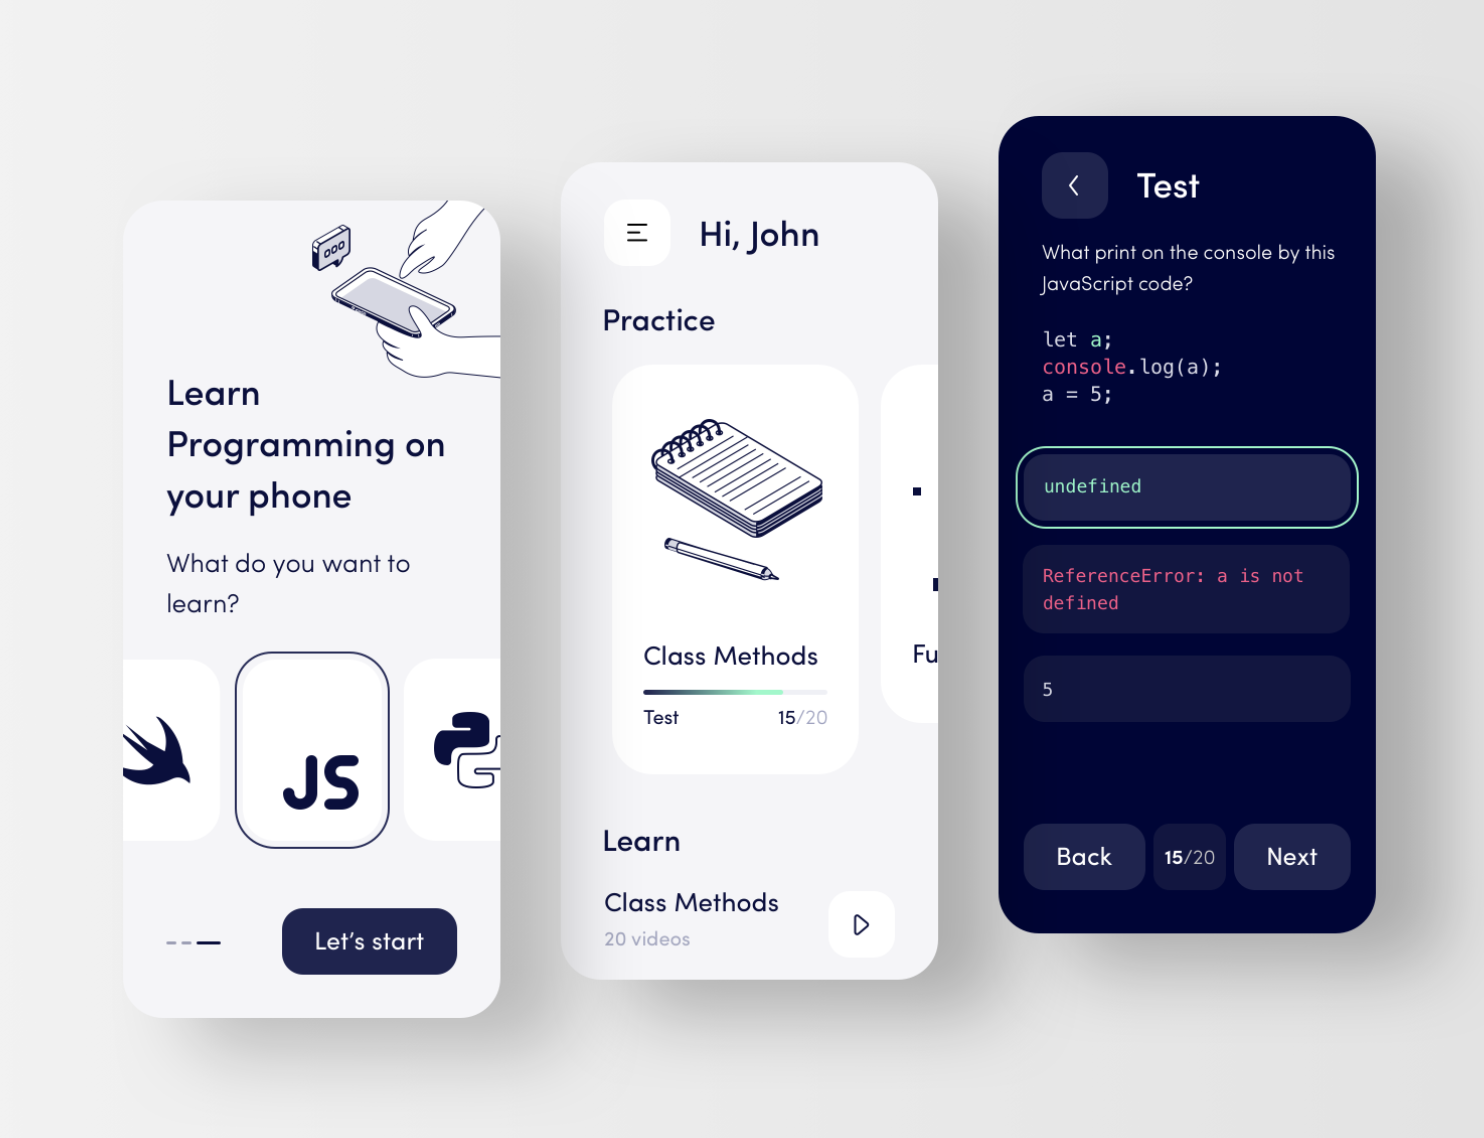 Learn
Programming on
your phone
What do you want to
learn?
JS
Let's start
Hi, John
Practice
Class Methods
Test 15/20
Fu
Learn
Class Methods
20 videos
Test
What print on the console by this
JavaScript code?
let a;
console.log(a);
a = 5;
undefined
ReferenceError: a is not
defined
5
Back 15/20 Next